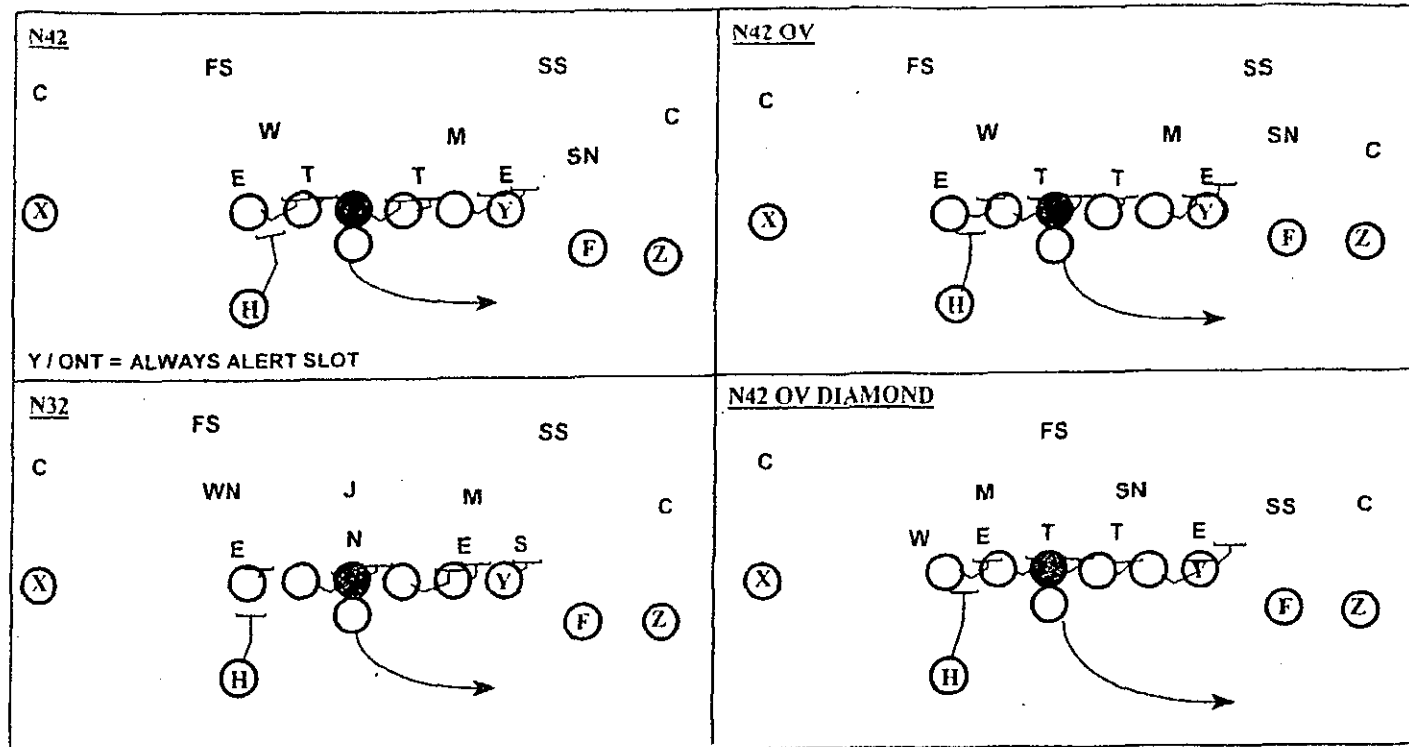 N42
FS SS
C
C
W M
SN
E T T E
X Y
F Z
H
Y / ONT = ALWAYS ALERT SLOT
N42 OV
FS SS
C
W M SN C
E T T E
X Y
F Z
H
N32
FS SS
C
WN J M C
E N E S
X Y
F Z
H
N42 OV DIAMOND
FS
C
M SN SS C
W E T T E
X Y
F Z
H